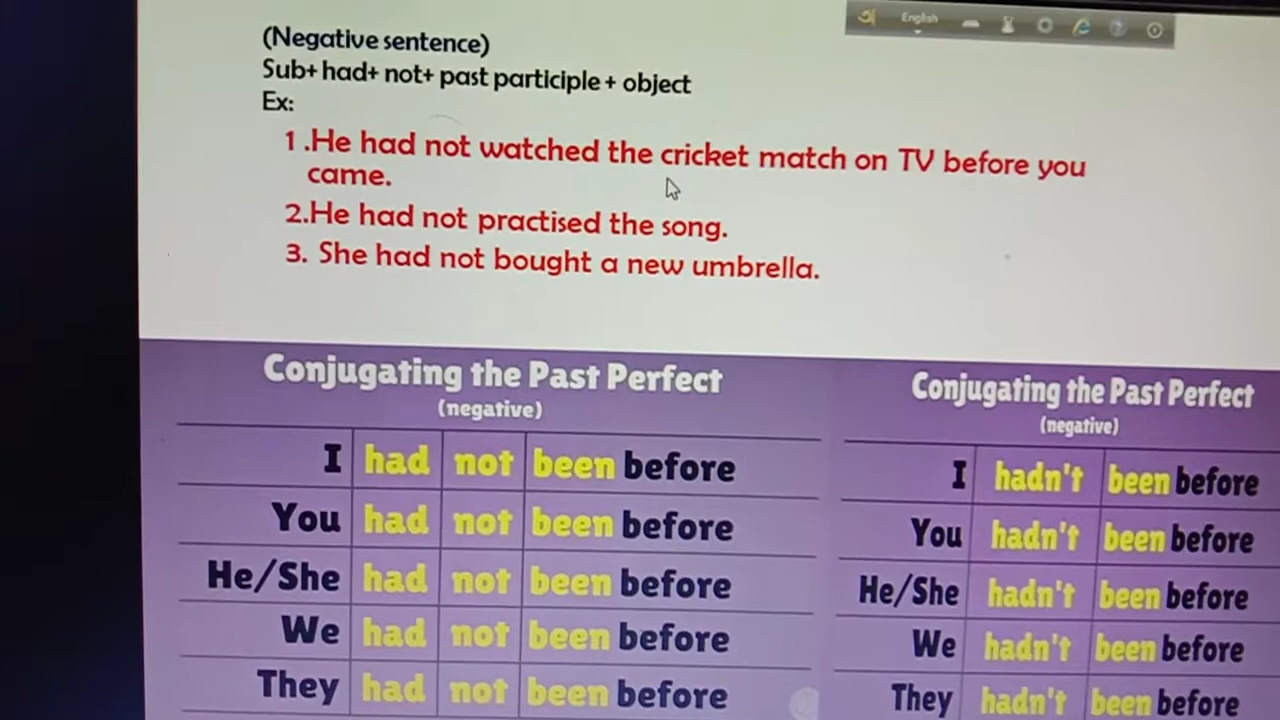 English
(Negative sentence)
Sub+ had+ not+ past participle + object
Ex:
1 .He had not watched the cricket match on TV before you
came.
2.He had not practised the song.
3. She had not bought a new umbrella.
Conjugating the Past Perfect
(negative)
I had not been before
You had not been before
He/She had not been before
We had not been before
They had not been before
Conjugating the Past Perfect
(negative)
I hadn't been before
You hadn't been before
He/She hadn't been before
We hadn't been before
They hadn't been before